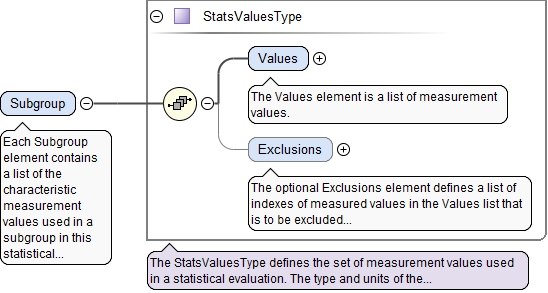 StatsValuesType
Values
The Values element is a list of measurement
values.
Subgroup
Each Subgroup
element contains
a list of the
characteristic
measurement
values used in a
subgroup in this
statistical...
Exclusions
The optional Exclusions element defines a list of
indexes of measured values in the Values list that
is to be excluded...
The StatsValuesType defines the set of measurement values used
in a statistical evaluation. The type and units of the...